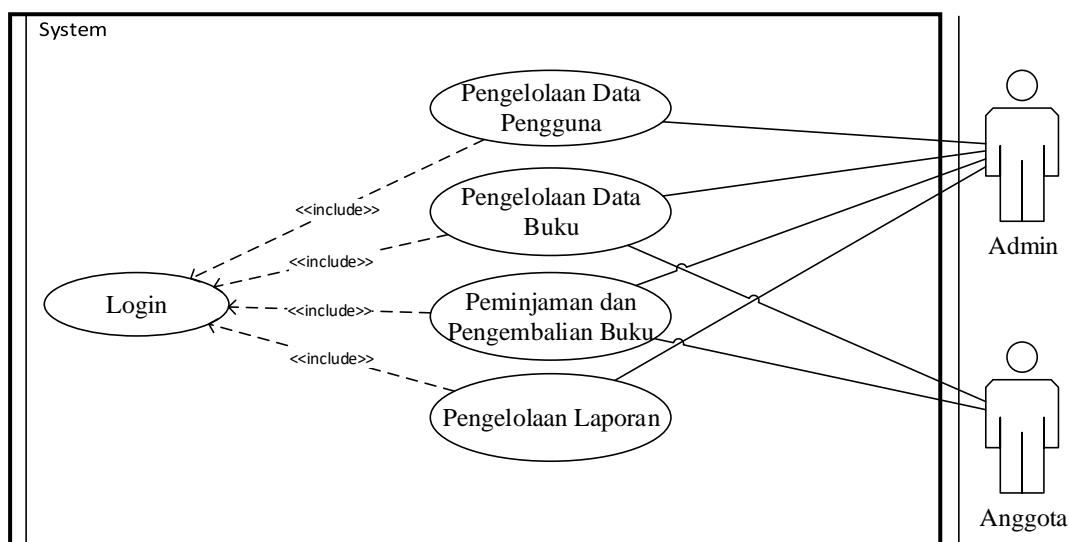 System
Pengelolaan Data
Pengguna
<<include>>
Pengelolaan Data
Buku
<<include>>
Admin
Login
<<include>>
Peminjaman dan
Pengembalian Buku
<<include>>
Pengelolaan Laporan
Anggota